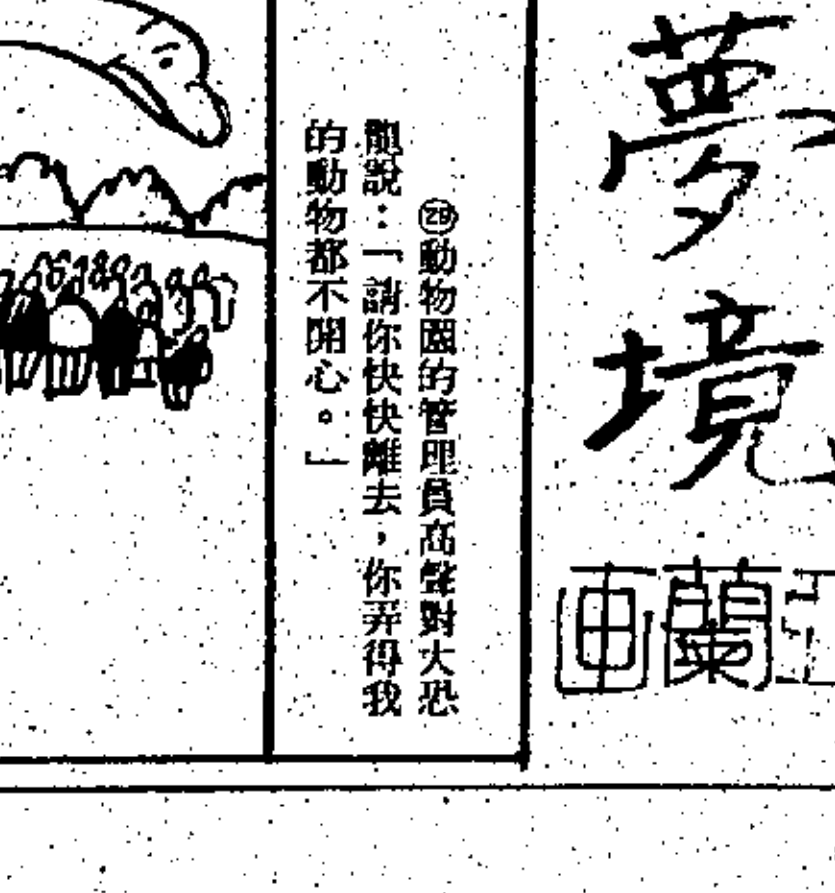 夢境
蘭画
㉙動物園的管理員高聲對大恐
龍說：「請你快快離去，你弄得我
的動物都不開心。」